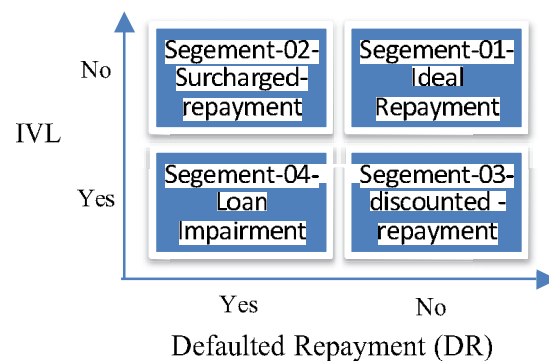 No
IVL
Yes
Segement-02-
Surcharged-
repayment
Segement-01-
Ideal
Repayment
Segement-04-
Loan
Impairment
Segement-03-
discounted -
repayment
Yes
No
Defaulted Repayment (DR)